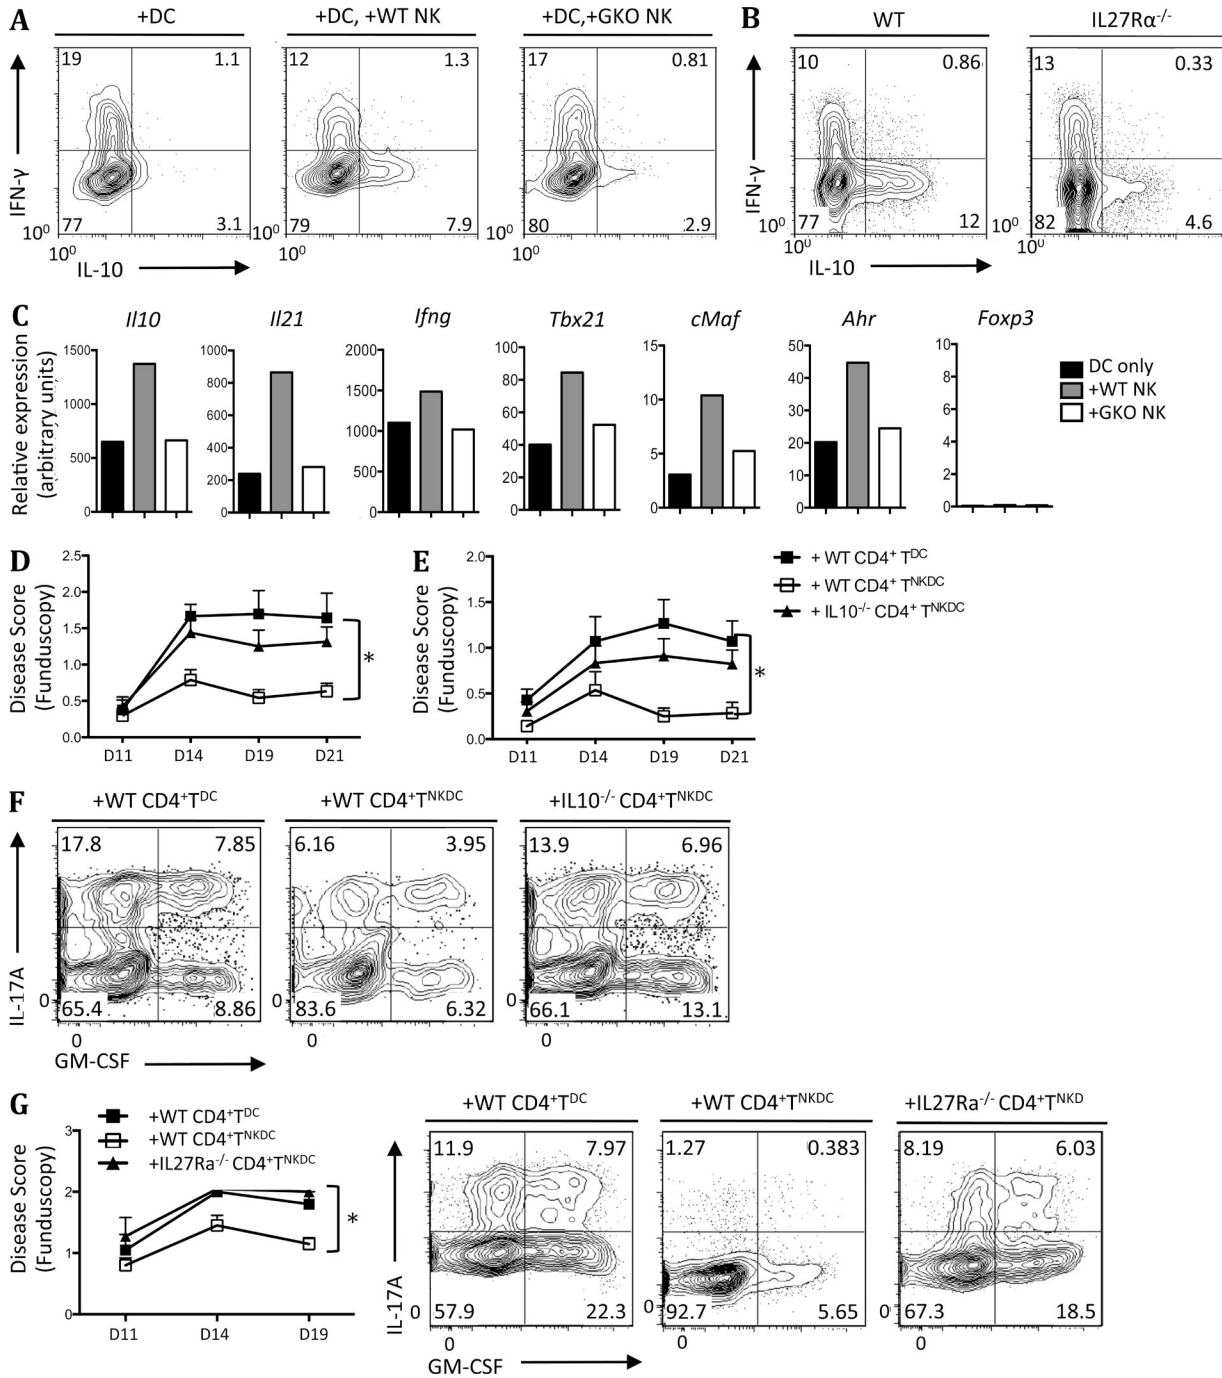 A
+DC
+DC, +WT NK
+DC,+GKO NK
19
1.1
12
1.3
17
0.81
IFN-γ
77
3.1
79
7.9
80
2.9
10⁰
10⁰
10⁰
10⁰
10⁰
10⁰
IL-10
B
WT
IL27Rα⁻/⁻
10
0.86
13
0.33
IFN-γ
77
12
82
4.6
10⁰
10⁰
10⁰
10⁰
IL-10
C
Relative expression
(arbitrary units)
Il10
1500
1000
500
0
Il21
1000
800
600
400
200
0
Ifng
2000
1500
1000
500
0
Tbx21
100
80
60
40
20
0
cMaf
15
10
5
0
Ahr
50
40
30
20
10
0
Foxp3
10
8
6
4
2
0
DC only
+WT NK
+GKO NK
D
Disease Score
(Funduscopy)
2.5
2.0
1.5
1.0
0.5
0.0
D11
D14
D19
D21
*
E
Disease Score
(Funduscopy)
2.0
1.5
1.0
0.5
0.0
D11
D14
D19
D21
*
+ WT CD4⁺ Tᴰᶜ
+ WT CD4⁺ Tᴺᴷᴰᶜ
+ IL10⁻/⁻ CD4⁺ Tᴺᴷᴰᶜ
F
+WT CD4⁺Tᴰᶜ
+WT CD4⁺Tᴺᴷᴰᶜ
+IL10⁻/⁻ CD4⁺Tᴺᴷᴰᶜ
17.8
7.85
6.16
3.95
13.9
6.96
IL-17A
65.4
8.86
83.6
6.32
66.1
13.1
0
0
0
0
0
0
GM-CSF
G
+WT CD4⁺Tᴰᶜ
+WT CD4⁺Tᴺᴷᴰᶜ
+IL27Ra⁻/⁻ CD4⁺Tᴺᴷᴰᶜ
Disease Score
(Funduscopy)
3
2
1
0
D11
D14
D19
*
+WT CD4⁺Tᴰᶜ
+WT CD4⁺Tᴺᴷᴰᶜ
+IL27Ra⁻/⁻ CD4⁺Tᴺᴷᴰ
11.9
7.97
1.27
0.383
8.19
6.03
IL-17A
57.9
22.3
92.7
5.65
67.3
18.5
0
0
0
0
0
0
GM-CSF